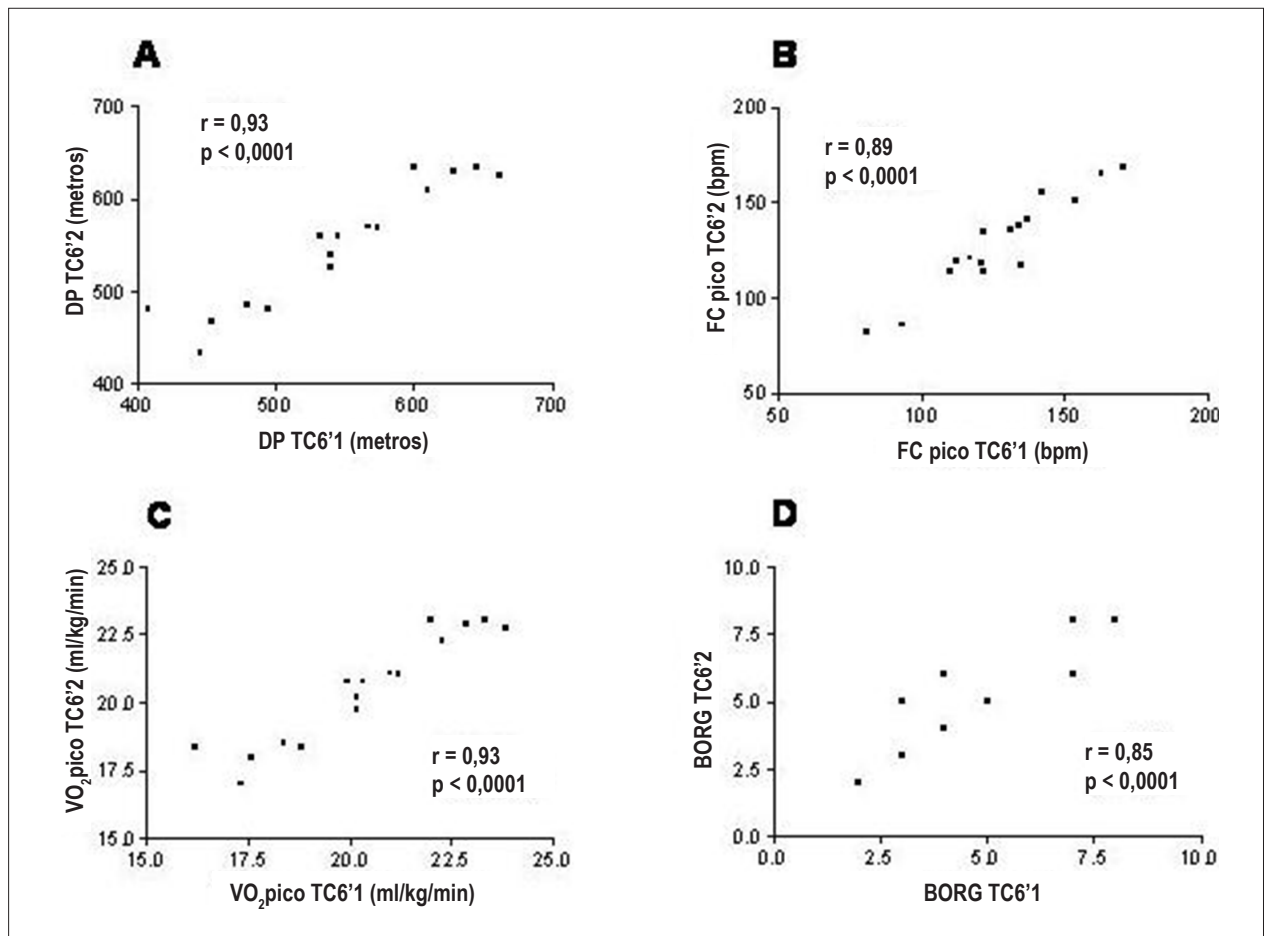 A
700
600
500
400
r = 0,93
p < 0,0001
DP TC6'2 (metros)
400 500 600 700
DP TC6'1 (metros)
B
200
150
100
50
r = 0,89
p < 0,0001
FC pico TC6'2 (bpm)
50 100 150 200
FC pico TC6'1 (bpm)
C
25.0
22.5
20.0
17.5
15.0
r = 0,93
p < 0,0001
VO₂pico TC6'2 (ml/kg/min)
15.0 17.5 20.0 22.5 25.0
VO₂pico TC6'1 (ml/kg/min)
D
10.0
7.5
5.0
2.5
0.0
r = 0,85
p < 0,0001
BORG TC6'2
0.0 2.5 5.0 7.5 10.0
BORG TC6'1